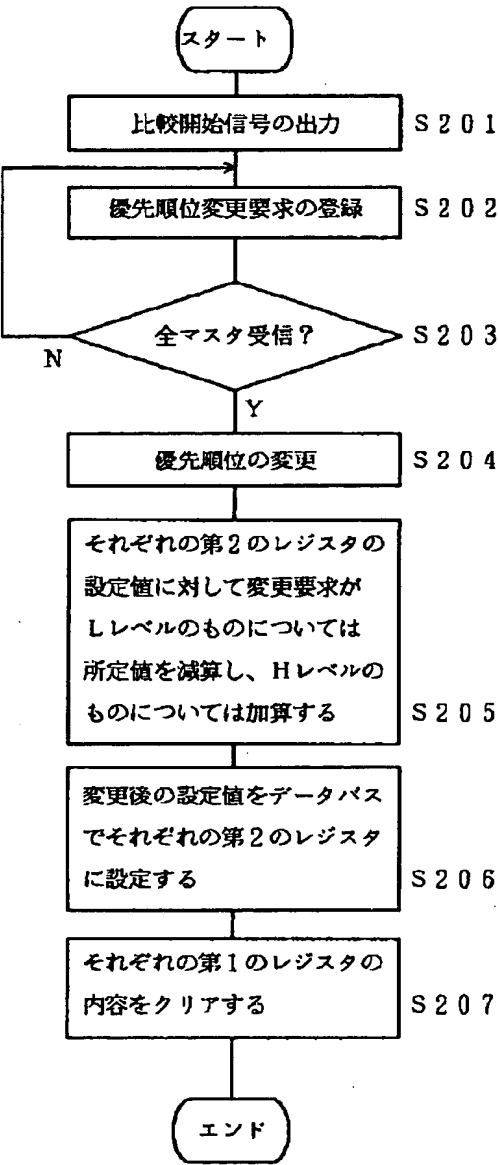 スタート
比較開始信号の出力 S201
優先順位変更要求の登録 S202
全マスタ受信? S203
N
Y
優先順位の変更 S204
それぞれの第2のレジスタの
設定値に対して変更要求が
Lレベルのものについては
所定値を減算し、Hレベルの
ものについては加算する S205
変更後の設定値をデータバス
でそれぞれの第2のレジスタ
に設定する S206
それぞれの第1のレジスタの
内容をクリアする S207
エンド